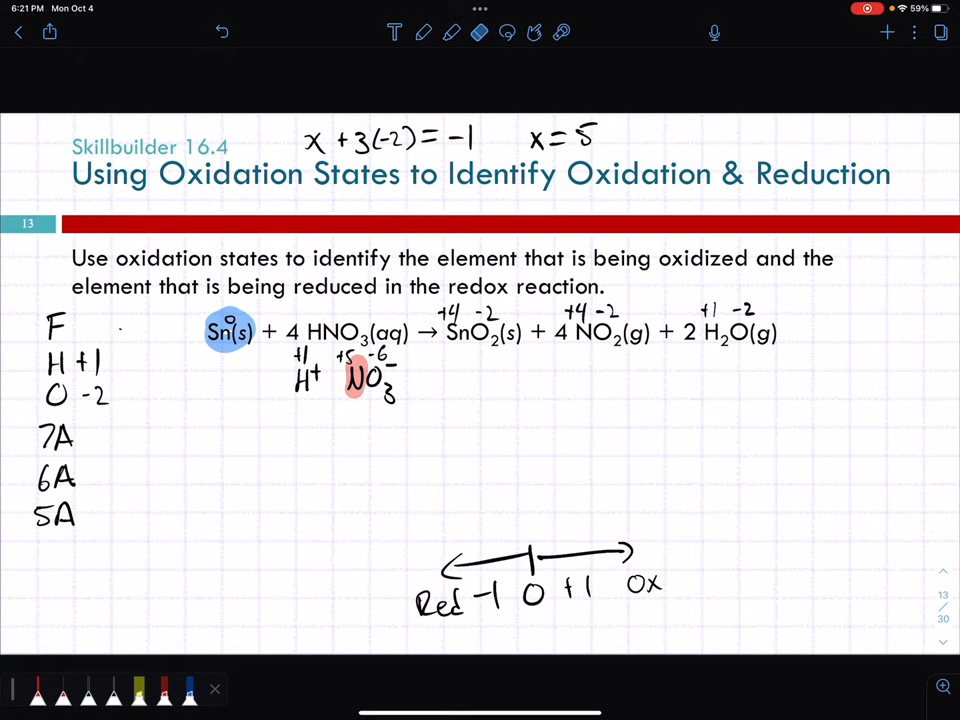 6:21 PM Mon Oct 4
59%
x + 3(-2) = -1 x = 5
Skillbuilder 16.4
Using Oxidation States to Identify Oxidation & Reduction
13
Use oxidation states to identify the element that is being oxidized and the
element that is being reduced in the redox reaction.
0 +4 -2 +4 -2 +1 -2
Sn(s) + 4 HNO₃(aq) → SnO₂(s) + 4 NO₂(g) + 2 H₂O(g)
+1 +5 -6
H⁺ NO₃⁻
F
H +1
O -2
7A
6A
5A
Red -1 0 +1 Ox
13
/
30